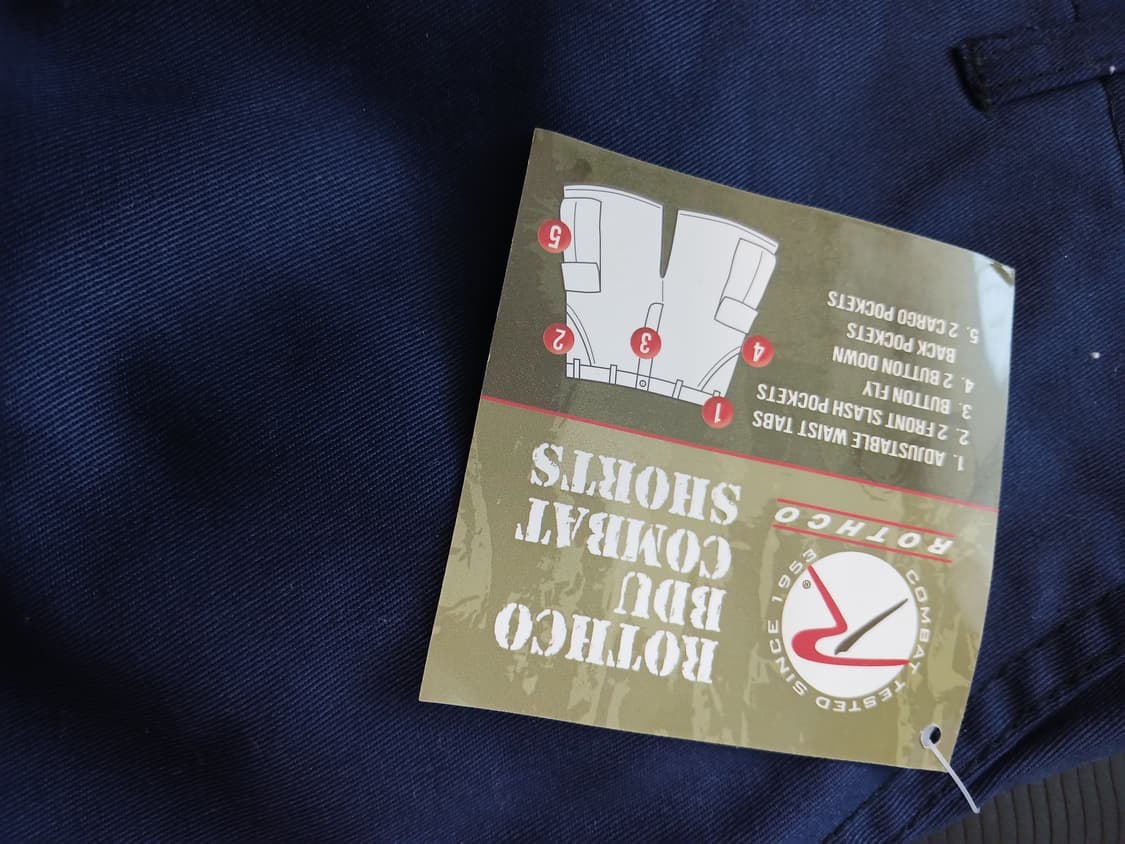 COMBAT TESTED SINCE 1953
®
ROTHCO
ROTHCO
BDU
COMBAT
SHORTS
1. ADJUSTABLE WAIST TABS
2. 2 FRONT SLASH POCKETS
3. BUTTON FLY
4. 2 BUTTON DOWN
BACK POCKETS
5. 2 CARGO POCKETS
1
4
3
2
5